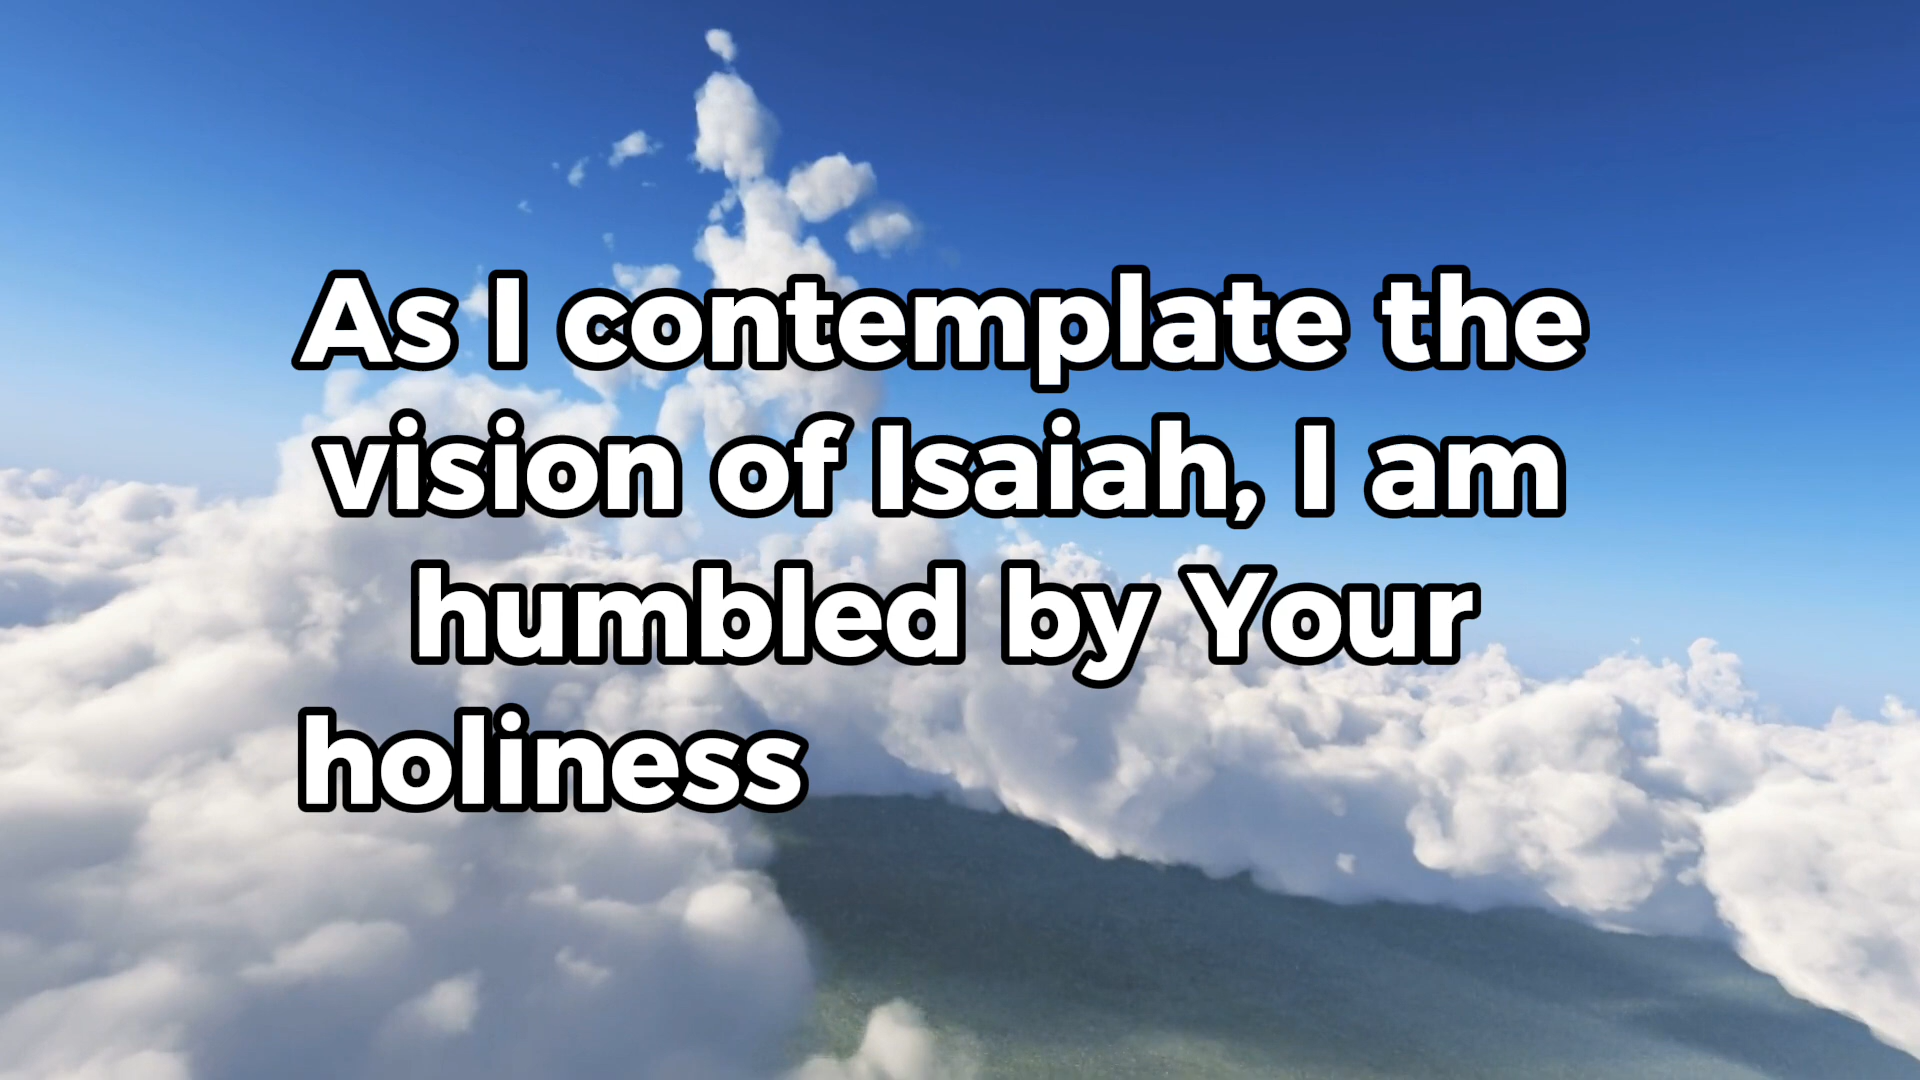 As I contemplate the
vision of Isaiah, I am
humbled by Your
holiness